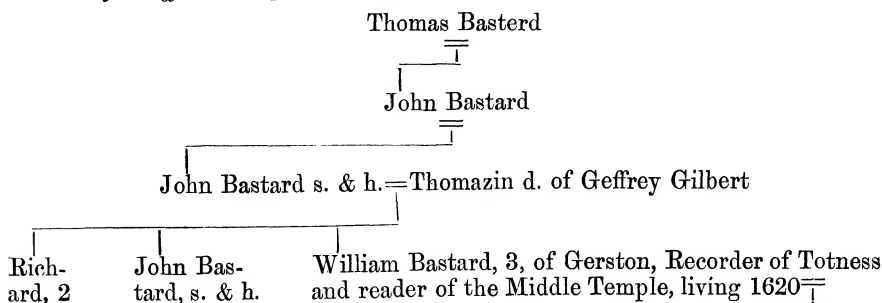 Thomas Basterd
John Bastard
John Bastard s. & h.=Thomazin d. of Geffrey Gilbert
Rich-
ard, 2
John Bas-
tard, s. & h.
William Bastard, 3, of Gerston, Recorder of Totness
and reader of the Middle Temple, living 1620=